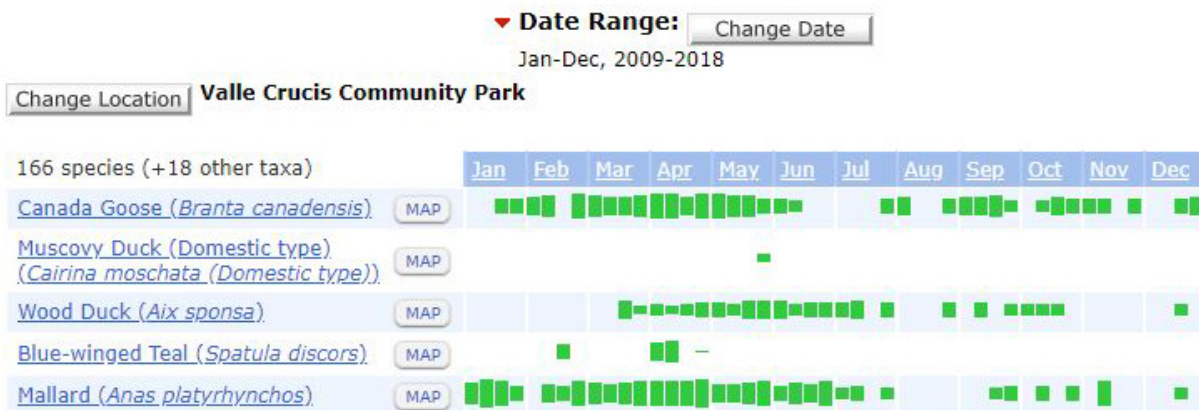 Date Range: Change Date
Jan-Dec, 2009-2018
Change Location Valle Crucis Community Park
166 species (+18 other taxa) Jan Feb Mar Apr May Jun Jul Aug Sep Oct Nov Dec
Canada Goose (Branta canadensis) MAP
Muscovy Duck (Domestic type)
(Cairina moschata (Domestic type)) MAP
Wood Duck (Aix sponsa) MAP
Blue-winged Teal (Spatula discors) MAP
Mallard (Anas platyrhynchos) MAP